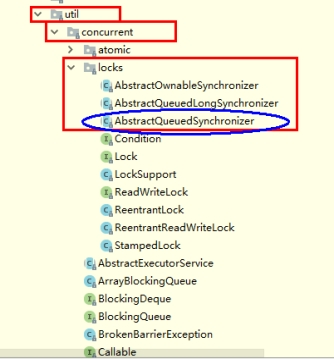 util
concurrent
atomic
locks
AbstractOwnableSynchronizer
AbstractQueuedLongSynchronizer
AbstractQueuedSynchronizer
Condition
Lock
LockSupport
ReadWriteLock
ReentrantLock
ReentrantReadWriteLock
StampedLock
AbstractExecutorService
ArrayBlockingQueue
BlockingDeque
BlockingQueue
BrokenBarrierException
Callable